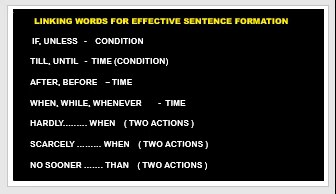 LINKING WORDS FOR EFFECTIVE SENTENCE FORMATION
IF, UNLESS - CONDITION
TILL, UNTIL - TIME (CONDITION)
AFTER, BEFORE – TIME
WHEN, WHILE, WHENEVER - TIME
HARDLY......... WHEN ( TWO ACTIONS )
SCARCELY ......... WHEN ( TWO ACTIONS )
NO SOONER ....... THAN ( TWO ACTIONS )